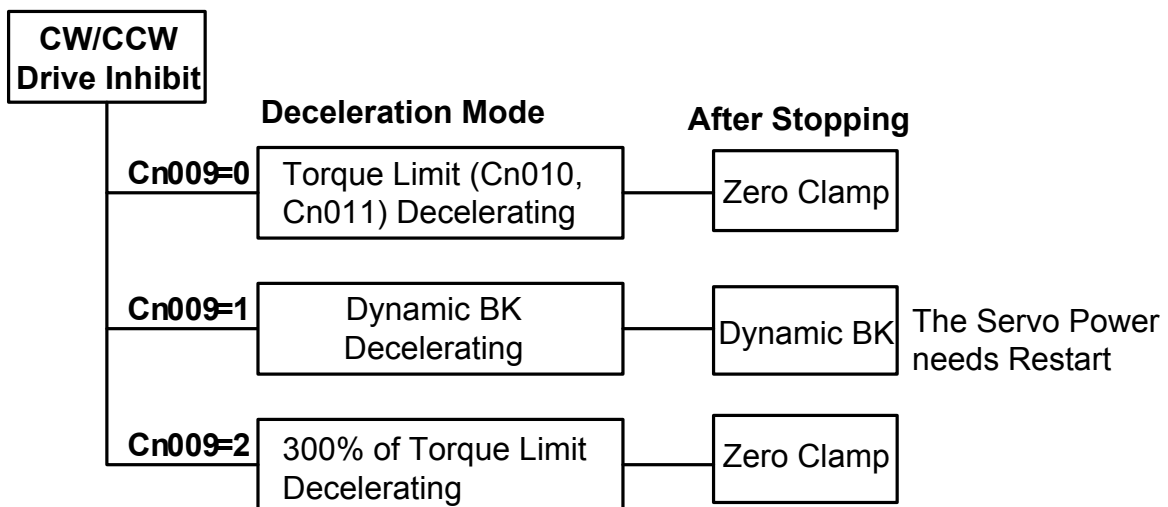 CW/CCW
Drive Inhibit
Deceleration Mode
After Stopping
Cn009=0
Torque Limit (Cn010,
Cn011) Decelerating
Zero Clamp
Cn009=1
Dynamic BK
Decelerating
Dynamic BK
The Servo Power
needs Restart
Cn009=2
300% of Torque Limit
Decelerating
Zero Clamp